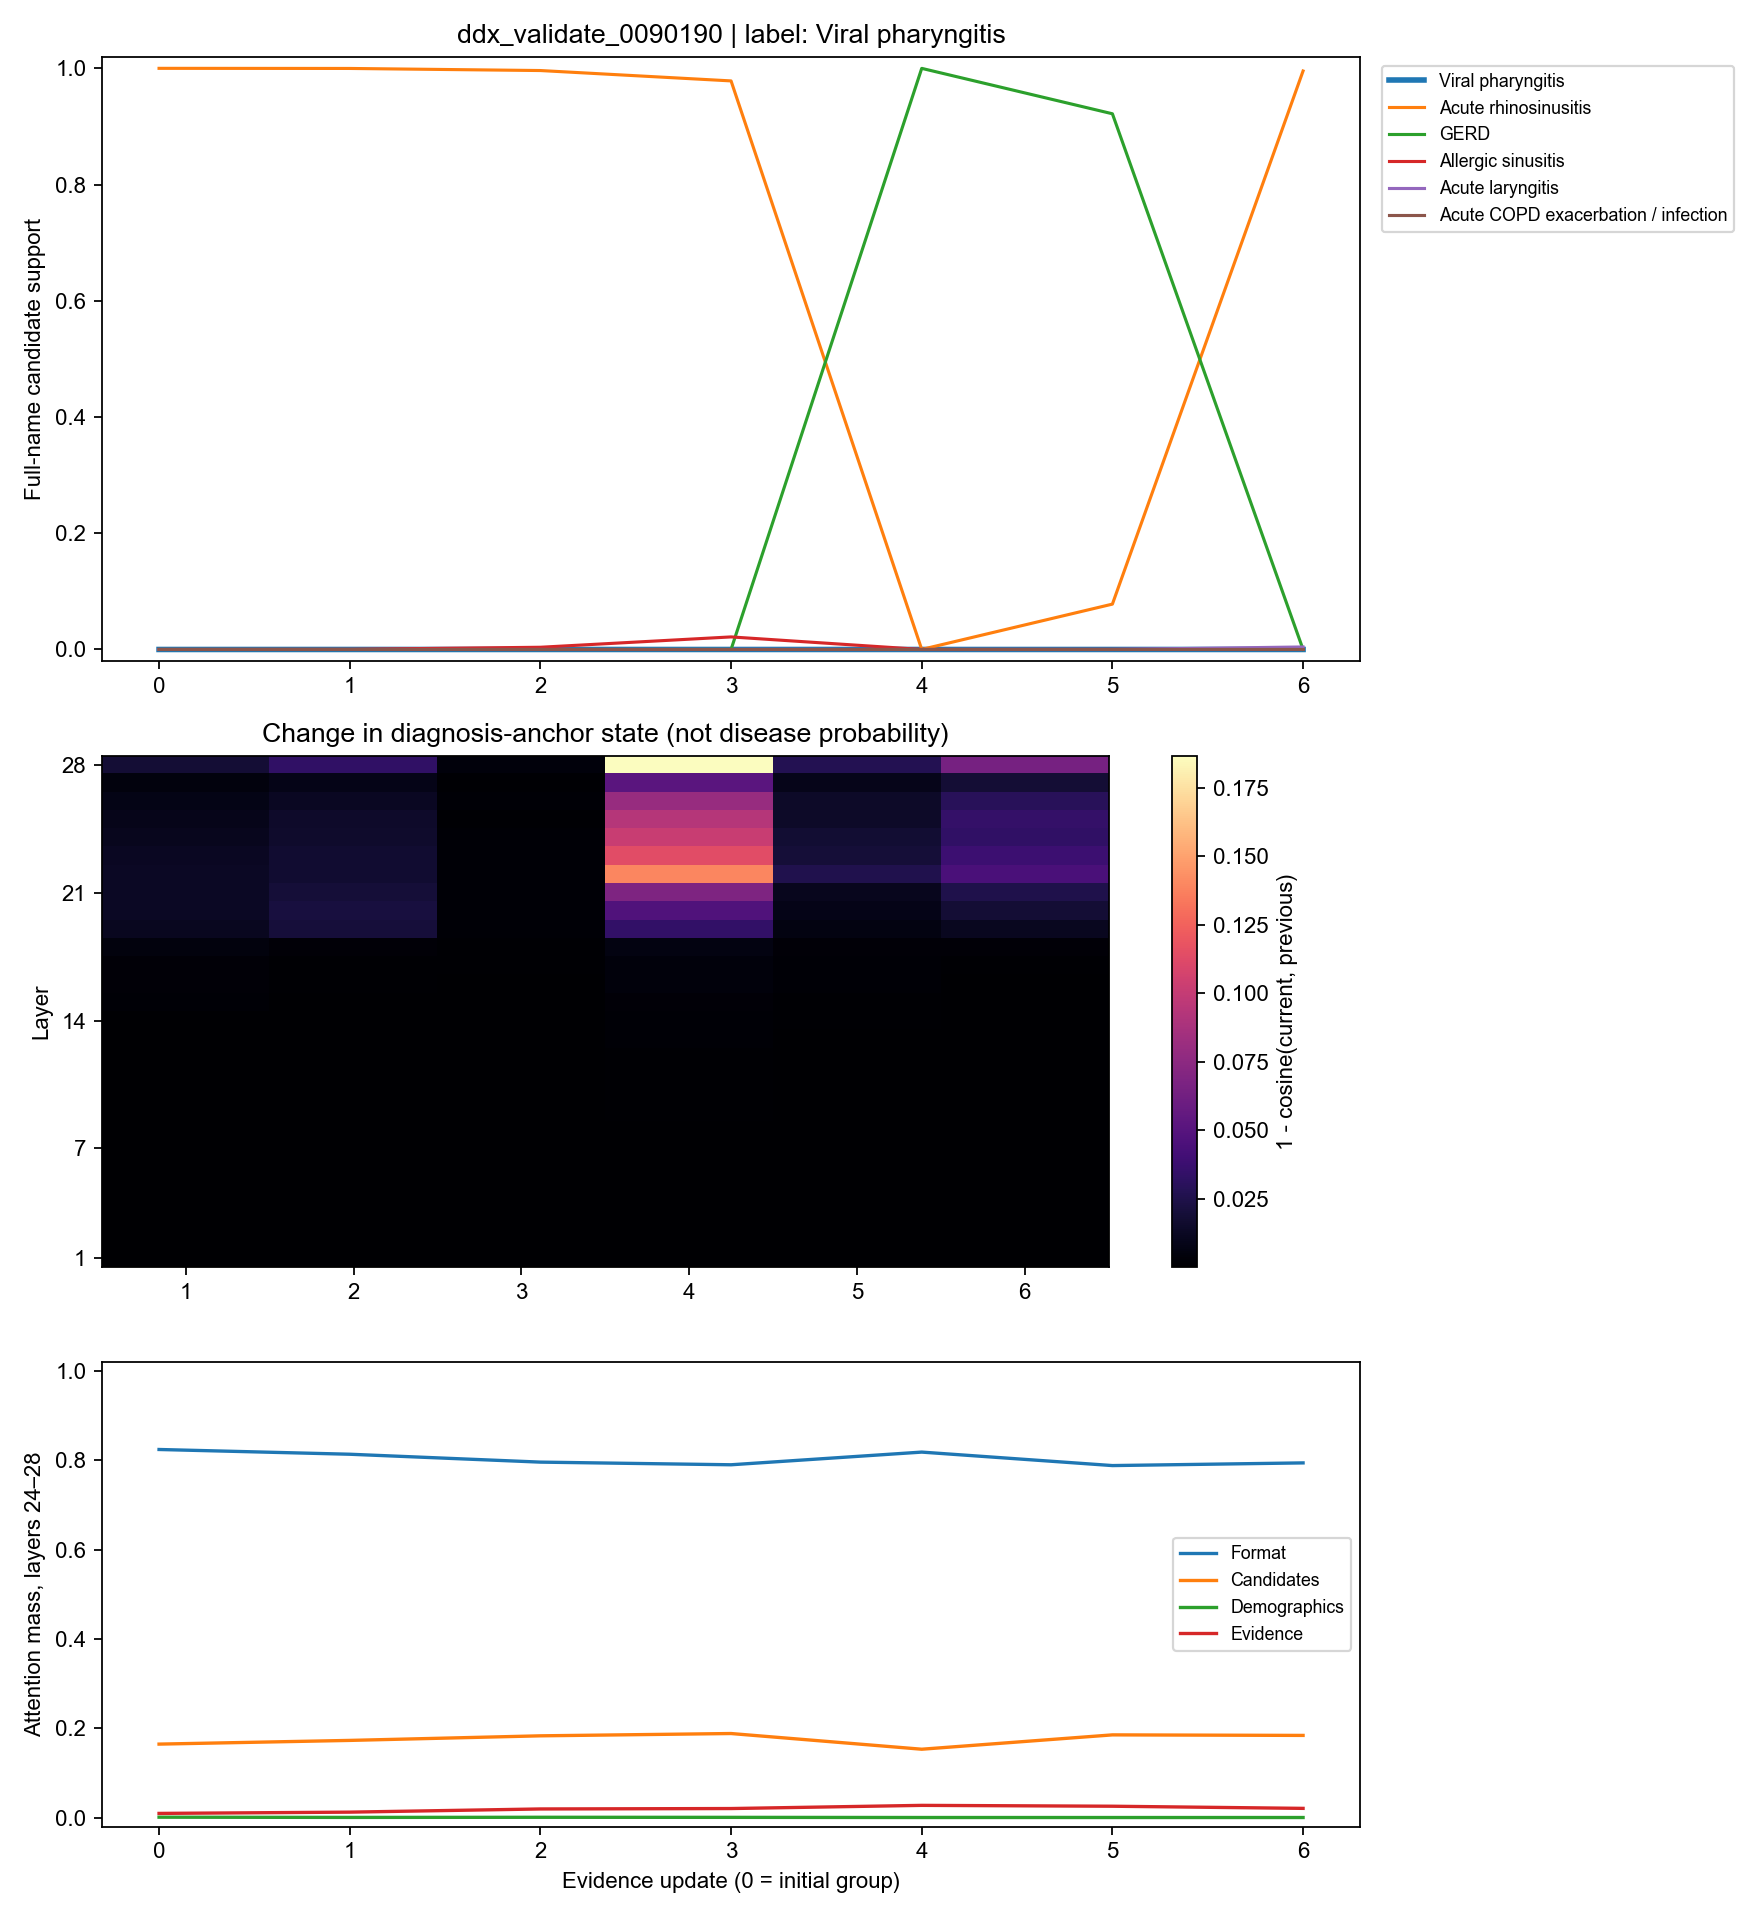 ddx_validate_0090190 | label: Viral pharyngitis
Full-name candidate support
1.0
0.8
0.6
0.4
0.2
0.0
0 1 2 3 4 5 6
Viral pharyngitis
Acute rhinosinusitis
GERD
Allergic sinusitis
Acute laryngitis
Acute COPD exacerbation / infection
Change in diagnosis-anchor state (not disease probability)
Layer
28
21
14
7
1
1 2 3 4 5 6
0.175
0.150
0.125
0.100
0.075
0.050
0.025
1 - cosine(current, previous)
Attention mass, layers 24–28
1.0
0.8
0.6
0.4
0.2
0.0
Format
Candidates
Demographics
Evidence
0 1 2 3 4 5 6
Evidence update (0 = initial group)